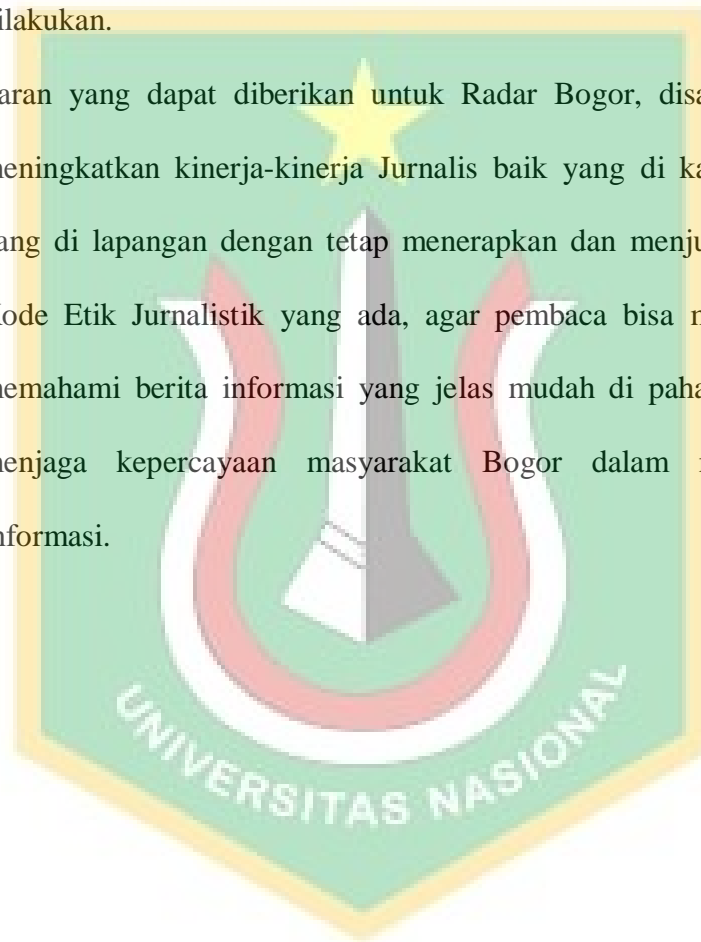 ilakukan.
aran yang dapat diberikan untuk Radar Bogor, disa
meningkatkan kinerja-kinerja Jurnalis baik yang di ka
ang di lapangan dengan tetap menerapkan dan menju
Kode Etik Jurnalistik yang ada, agar pembaca bisa m
memahami berita informasi yang jelas mudah di paha
menjaga kepercayaan masyarakat Bogor dalam
nformasi.
UNIVERSITAS NASIONAL